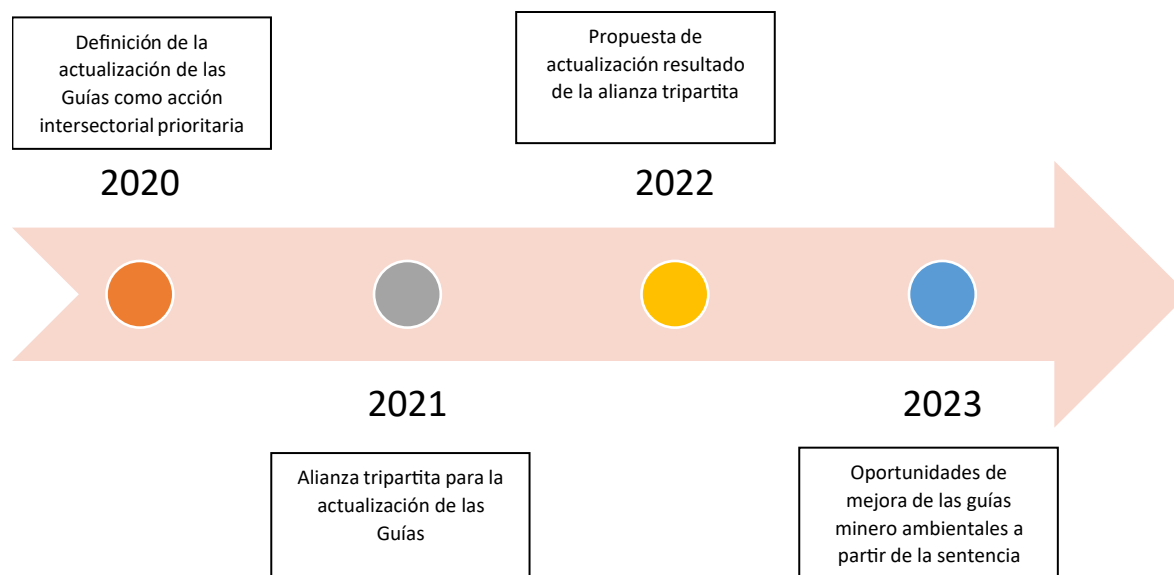 Definición de la
actualización de las
Guías como acción
intersectorial prioritaria
2020
Alianza tripartita para la
actualización de las
Guías
2021
Propuesta de
actualización resultado
de la alianza tripartita
2022
Oportunidades de
mejora de las guías
minero ambientales a
partir de la sentencia
2023